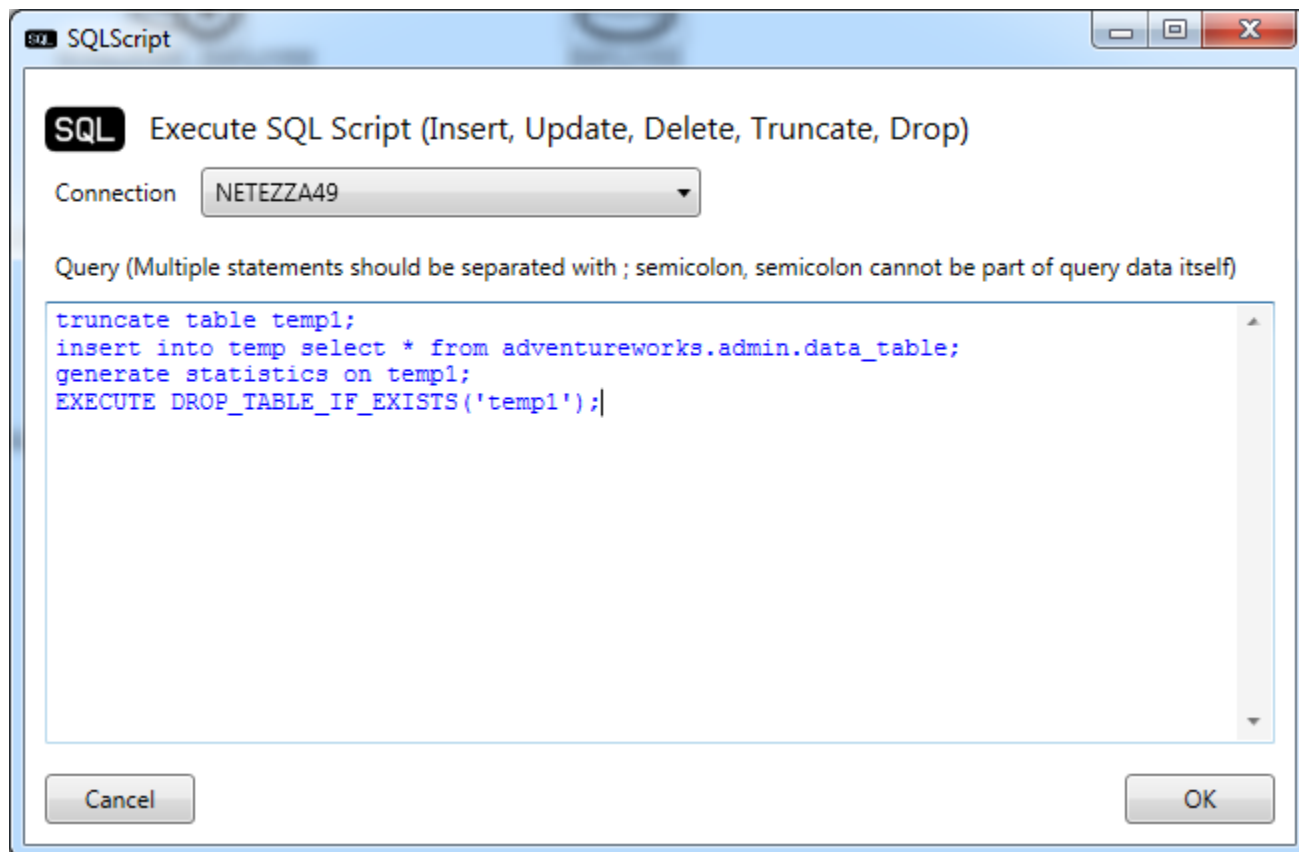 SQL SQLScript
SQL Execute SQL Script (Insert, Update, Delete, Truncate, Drop)
Connection NETEZZA49
Query (Multiple statements should be separated with ; semicolon, semicolon cannot be part of query data itself)
truncate table temp1;
insert into temp select * from adventureworks.admin.data_table;
generate statistics on temp1;
EXECUTE DROP_TABLE_IF_EXISTS('temp1');
Cancel OK